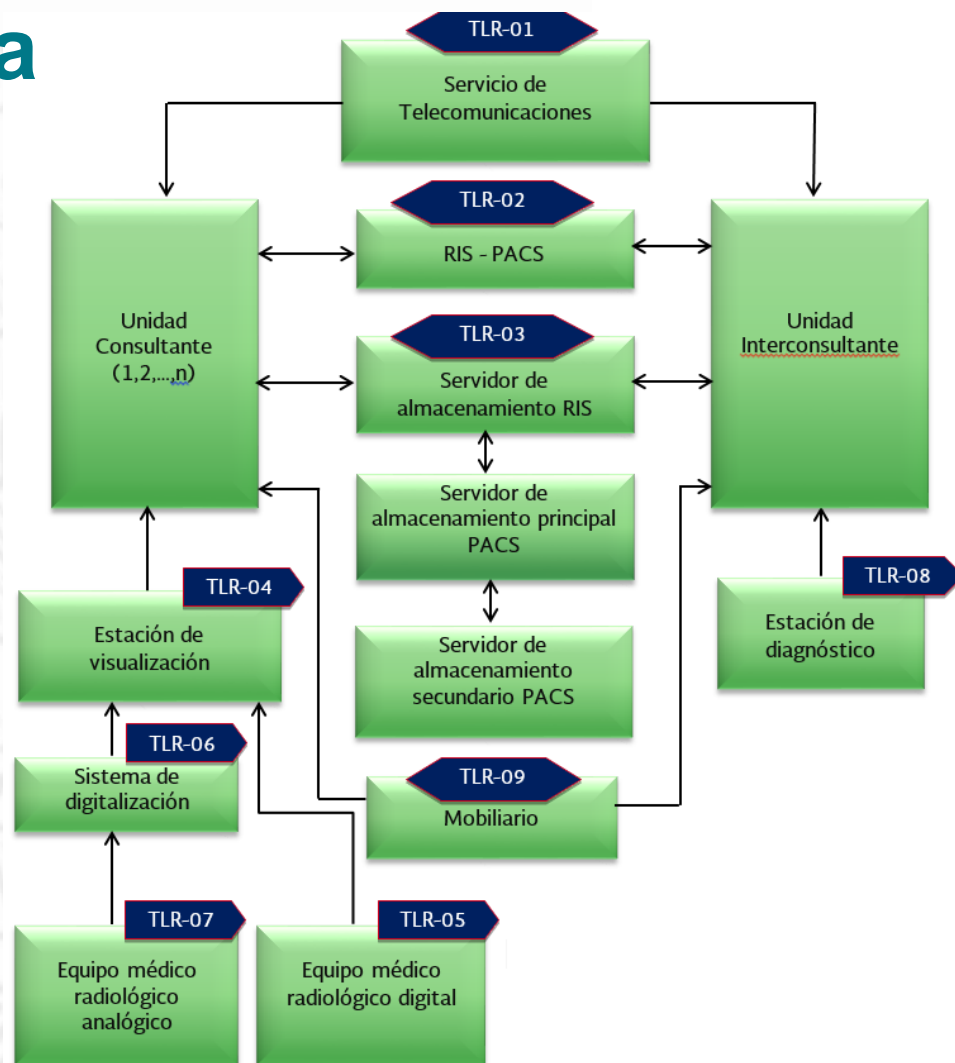 a
TLR-01
Servicio de
Telecomunicaciones
TLR-02
RIS - PACS
Unidad
Consultante
(1,2,...,n)
Unidad
Interconsultante
TLR-03
Servidor de
almacenamiento RIS
Servidor de
almacenamiento principal
PACS
TLR-04
Estación de
visualización
TLR-08
Estación de
diagnóstico
Servidor de
almacenamiento
secundario PACS
TLR-06
Sistema de
digitalización
TLR-09
Mobiliario
TLR-07
Equipo médico
radiológico
analógico
TLR-05
Equipo médico
radiológico digital